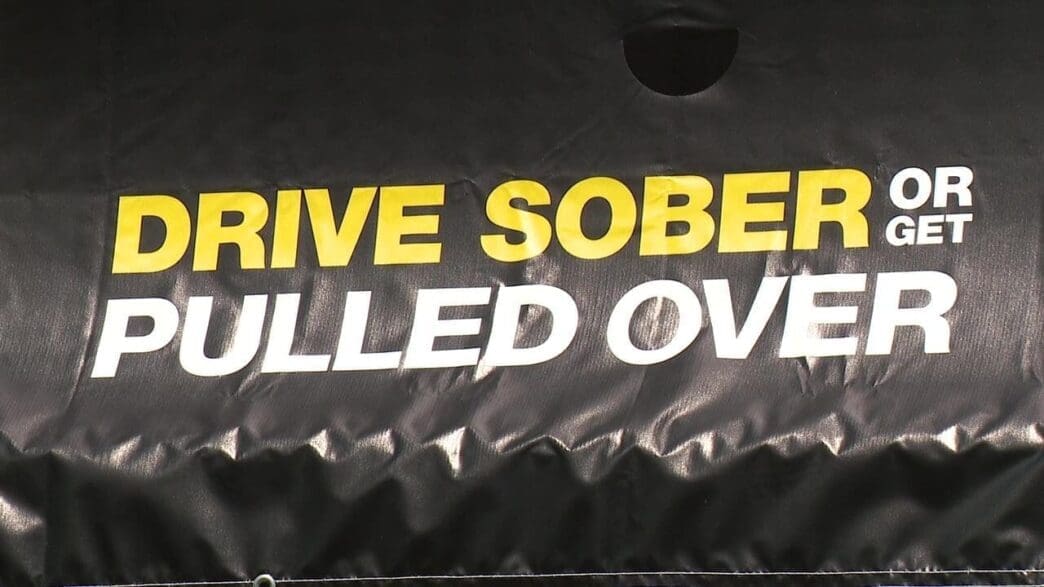 DRIVE SOBER OR GET
PULLED OVER